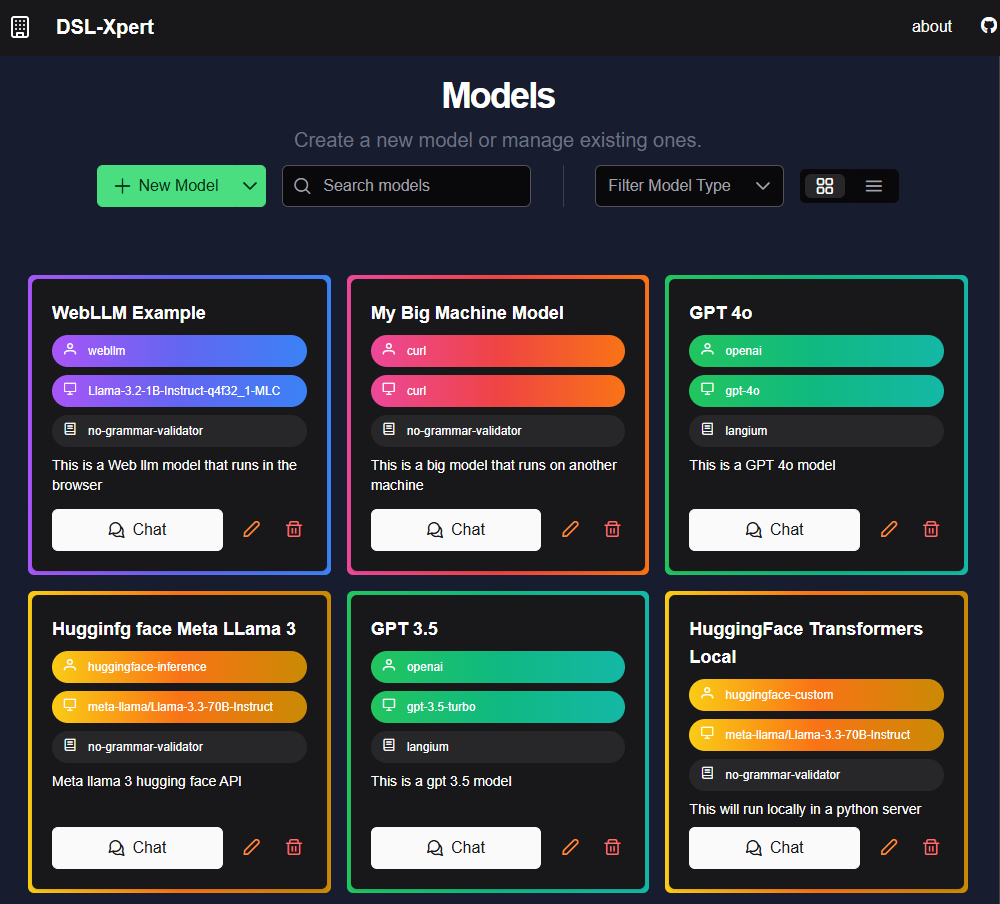 DSL-Xpert
about
Models
Create a new model or manage existing ones.
New Model
Search models
Filter Model Type
WebLLM Example
webllm
Llama-3.2-1B-Instruct-q4f32_1-MLC
no-grammar-validator
This is a Web llm model that runs in the
browser
Chat
My Big Machine Model
curl
curl
no-grammar-validator
This is a big model that runs on another
machine
Chat
GPT 4o
openai
gpt-4o
langium
This is a GPT 4o model
Chat
Hugginfg face Meta LLama 3
huggingface-inference
meta-llama/Llama-3.3-70B-Instruct
no-grammar-validator
Meta llama 3 hugging face API
Chat
GPT 3.5
openai
gpt-3.5-turbo
langium
This is a gpt 3.5 model
Chat
HuggingFace Transformers
Local
huggingface-custom
meta-llama/Llama-3.3-70B-Instruct
no-grammar-validator
This will run locally in a python server
Chat